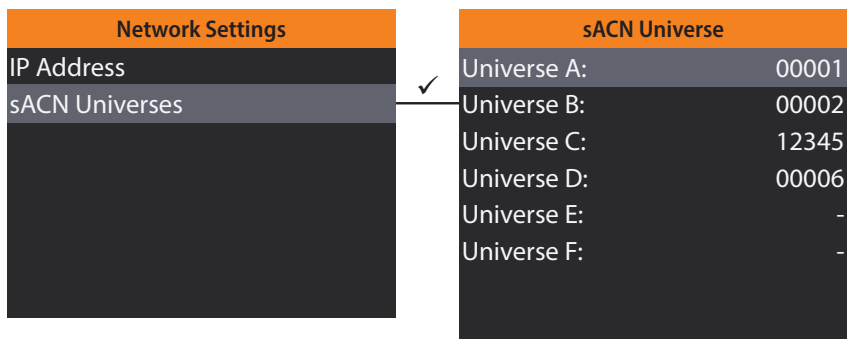 Network Settings
IP Address
sACN Universes
✓
sACN Universe
Universe A: 00001
Universe B: 00002
Universe C: 12345
Universe D: 00006
Universe E: -
Universe F: -